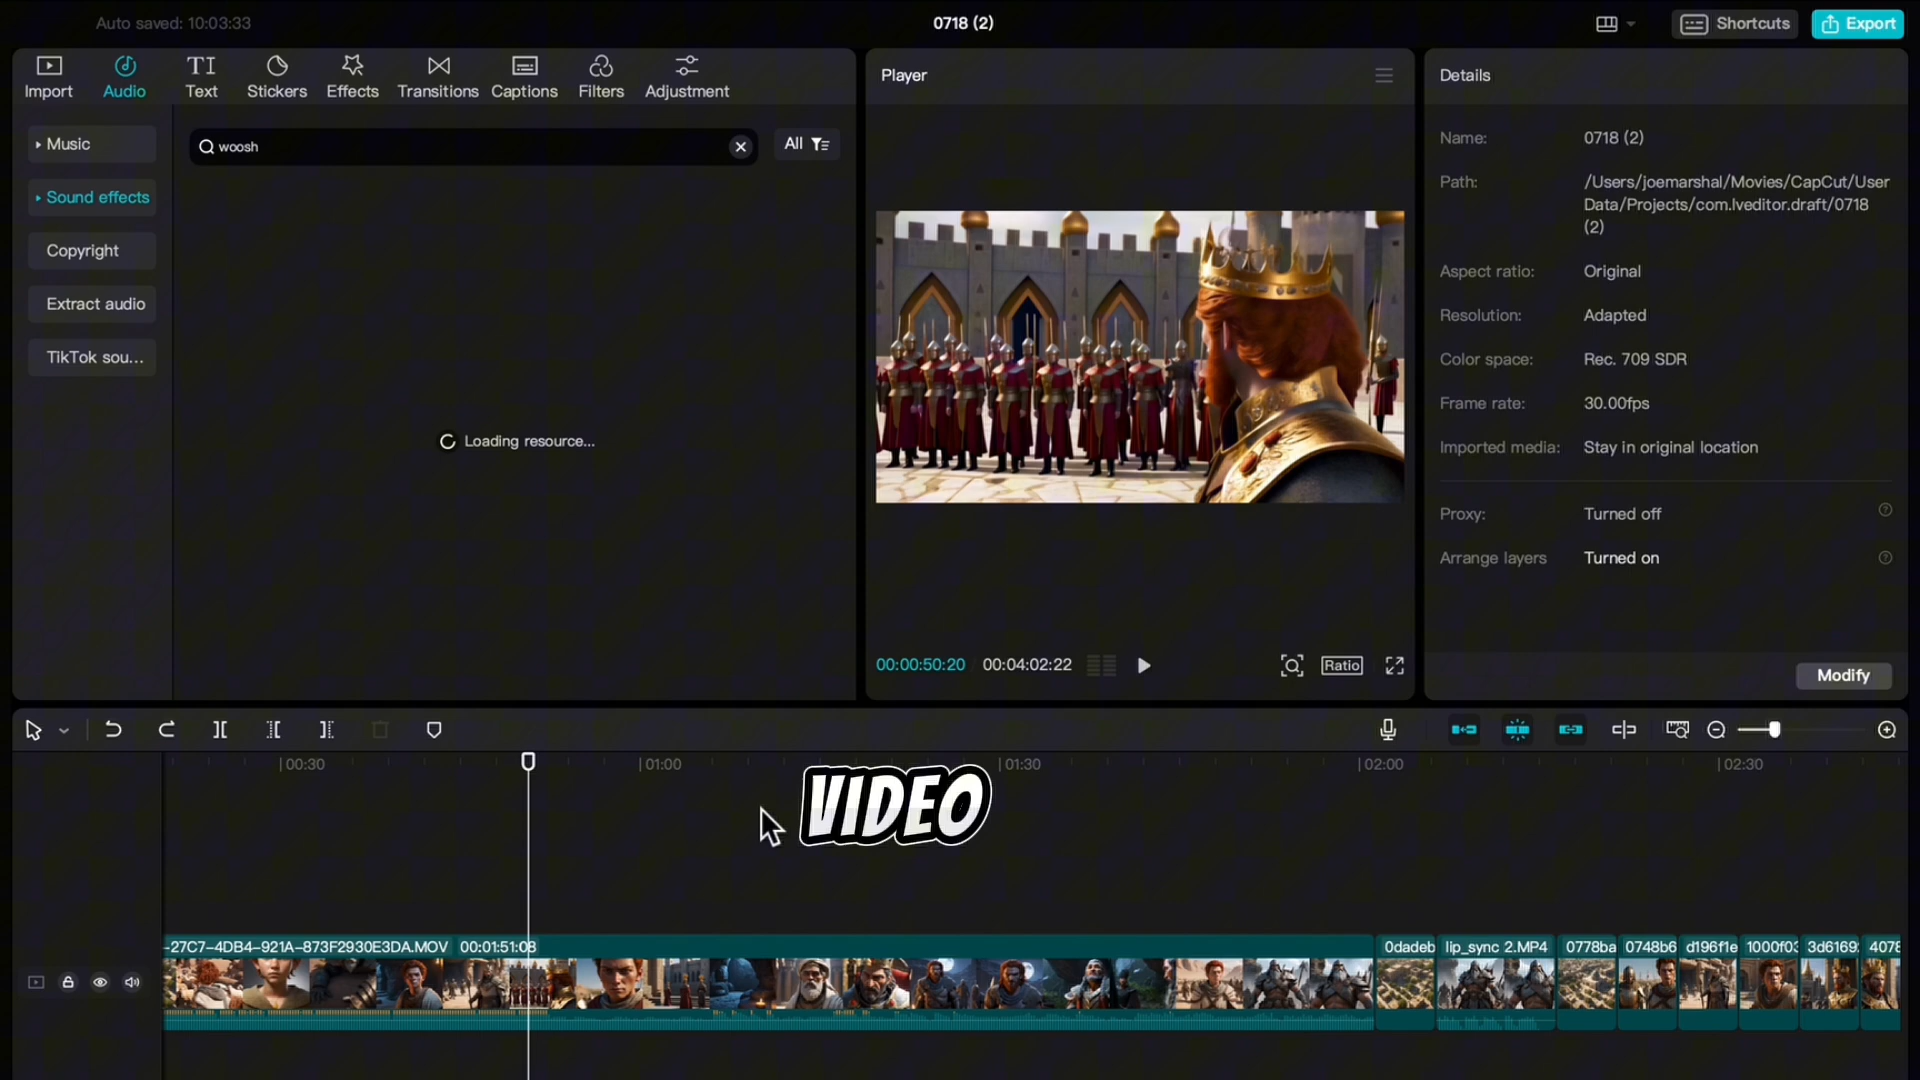 Auto saved: 10:03:33
0718 (2)
Shortcuts
Export
Import
Audio
Text
Stickers
Effects
Transitions
Captions
Filters
Adjustment
Music
Sound effects
Copyright
Extract audio
TikTok sou...
woosh
All
Loading resource...
Player
00:00:50:20
00:04:02:22
Ratio
Details
Name: 0718 (2)
Path: /Users/joemarshal/Movies/CapCut/User
Data/Projects/com.lveditor.draft/0718
(2)
Aspect ratio: Original
Resolution: Adapted
Color space: Rec. 709 SDR
Frame rate: 30.00fps
Imported media: Stay in original location
Proxy: Turned off
Arrange layers Turned on
Modify
00:30 01:00 01:30 02:00 02:30
VIDEO
-27C7-4DB4-921A-873F2930E3DA.MOV 00:01:51:08 0dadeb lip_sync 2.MP4 0778ba 0748b6 d196f1e 1000f03 3d6169 4078